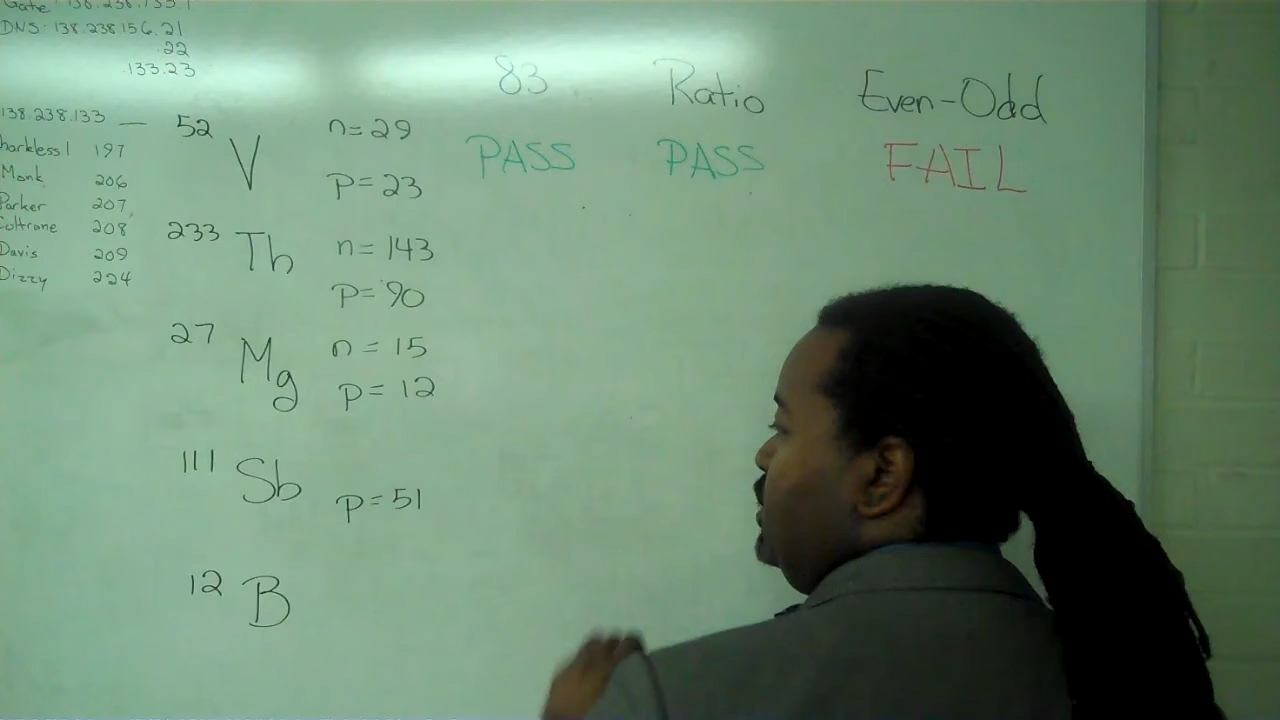 Gate: 138.238.133.1
DNS: 138.238.156.21
.22
.133.23
138.238.133
harkless1 197
Monk 206
Parker 207
Coltrane 208
Davis 209
Dizzy 224
83 Ratio Even-Odd
52 V n=29 PASS PASS FAIL
p=23
233 Th n=143
p=90
27 Mg n=15
p=12
111 Sb p=51
12 B